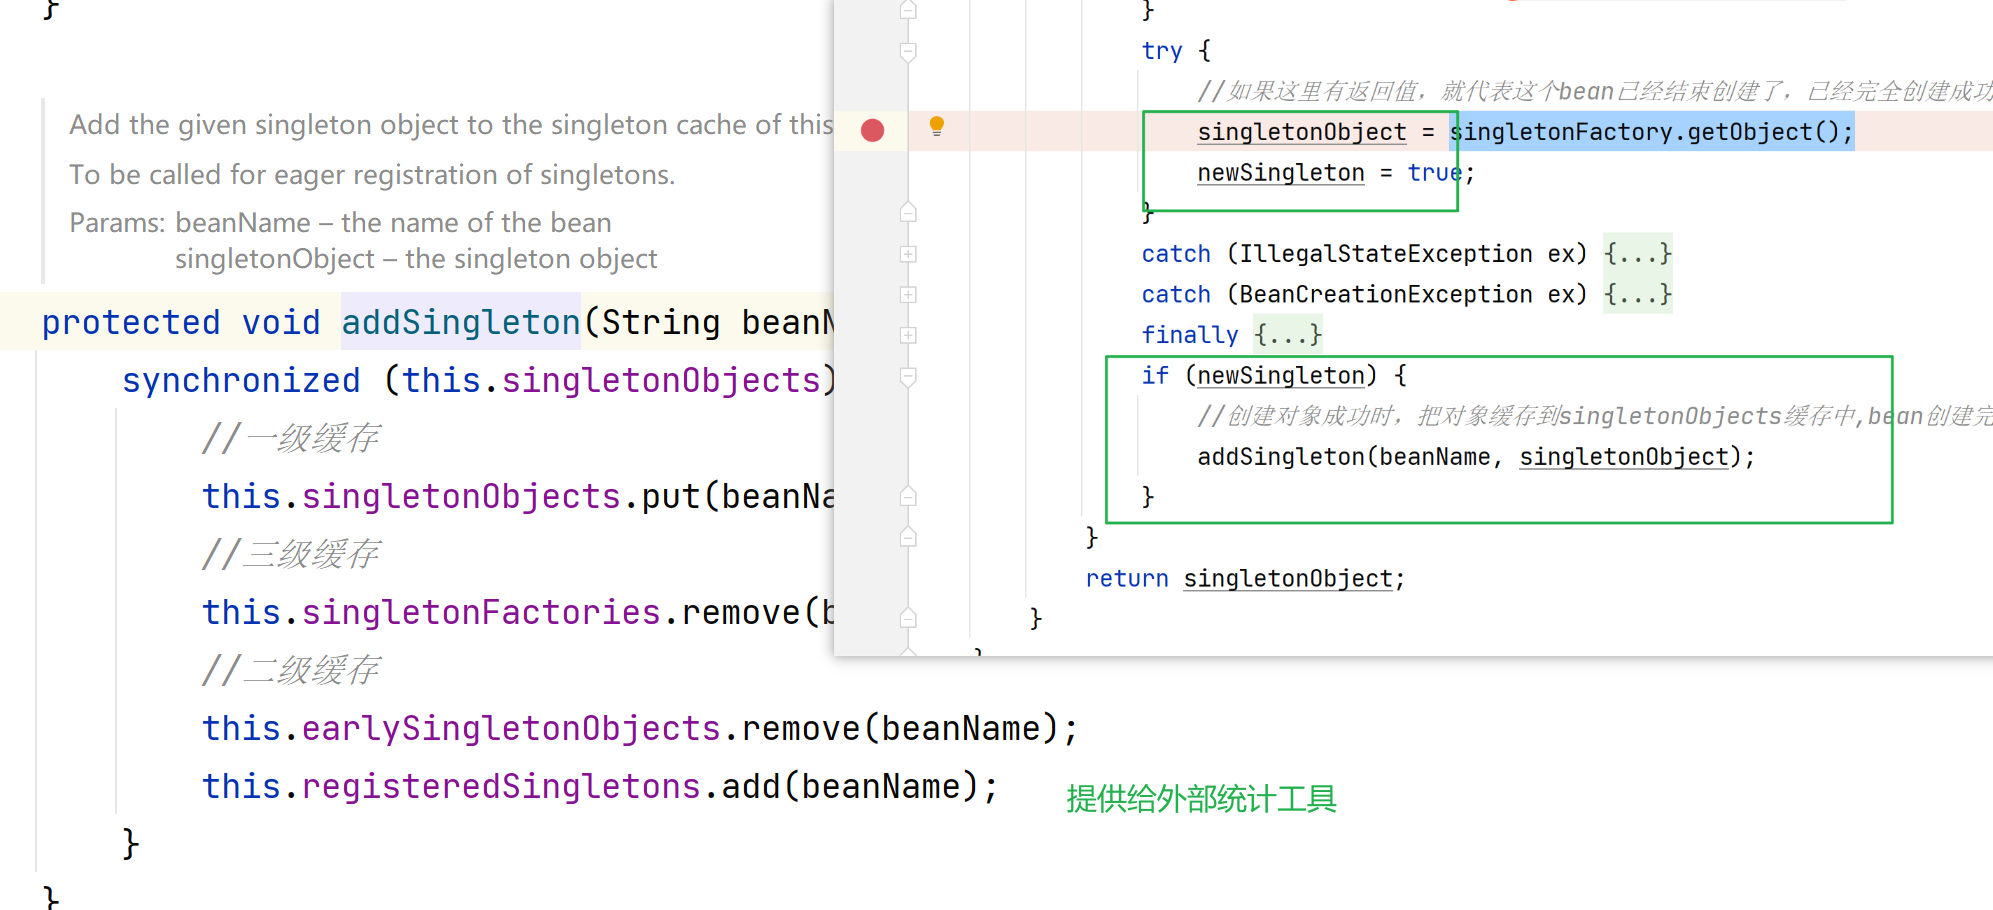 }
Add the given singleton object to the singleton cache of this
To be called for eager registration of singletons.
Params: beanName – the name of the bean
singletonObject – the singleton object
protected void addSingleton(String bean
synchronized (this.singletonObjects)
//一级缓存
this.singletonObjects.put(bean
//三级缓存
this.singletonFactories.remove(
//二级缓存
this.earlySingletonObjects.remove(beanName);
this.registeredSingletons.add(beanName);
提供给外部统计工具
}
}
}
try {
//如果这里有返回值，就代表这个bean已经结束创建了，已经完全创建成功
singletonObject = singletonFactory.getObject();
newSingleton = true;
}
catch (IllegalStateException ex) {...}
catch (BeanCreationException ex) {...}
finally {...}
if (newSingleton) {
//创建对象成功时，把对象缓存到singletonObjects缓存中,bean创建完
addSingleton(beanName, singletonObject);
}
}
return singletonObject;
}